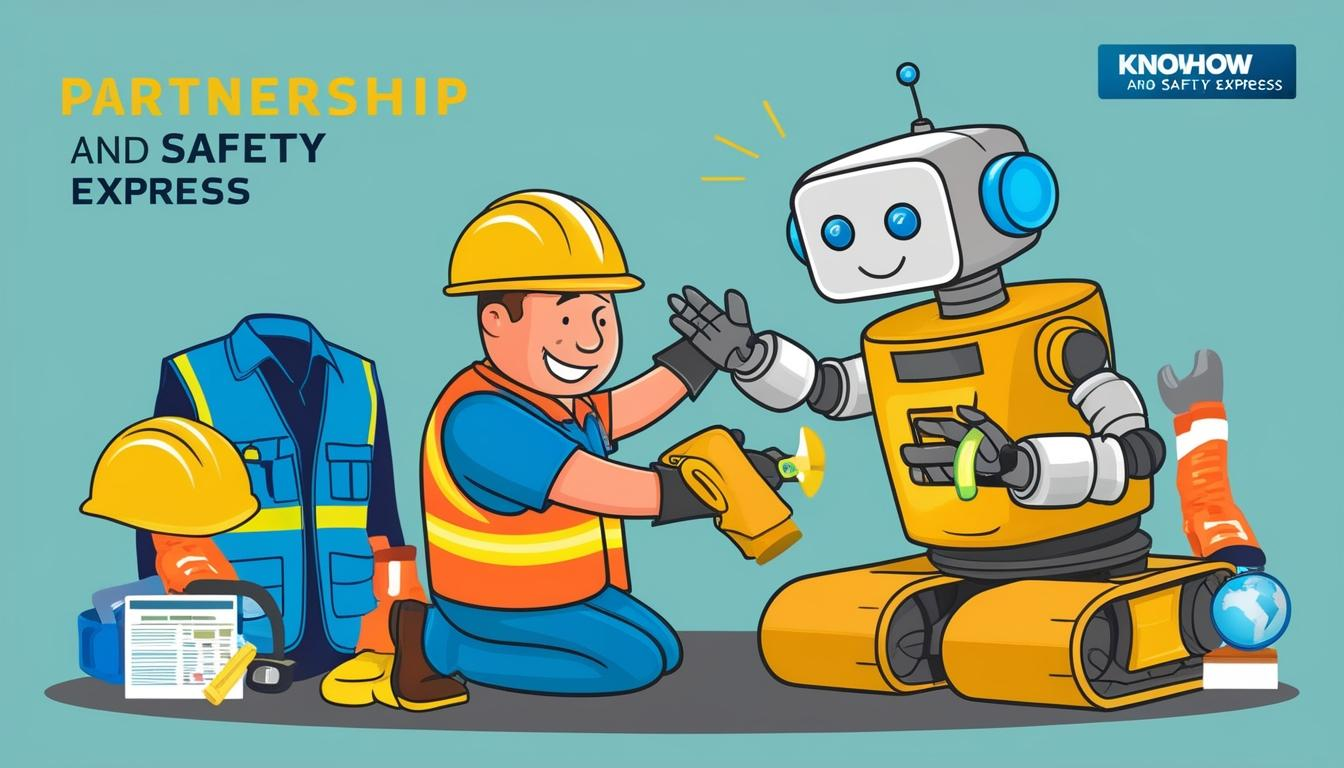 PARTNERSHIP
AND SAFETY
EXPRESS
KNOWHOW
AND SAFTY EXPRESS